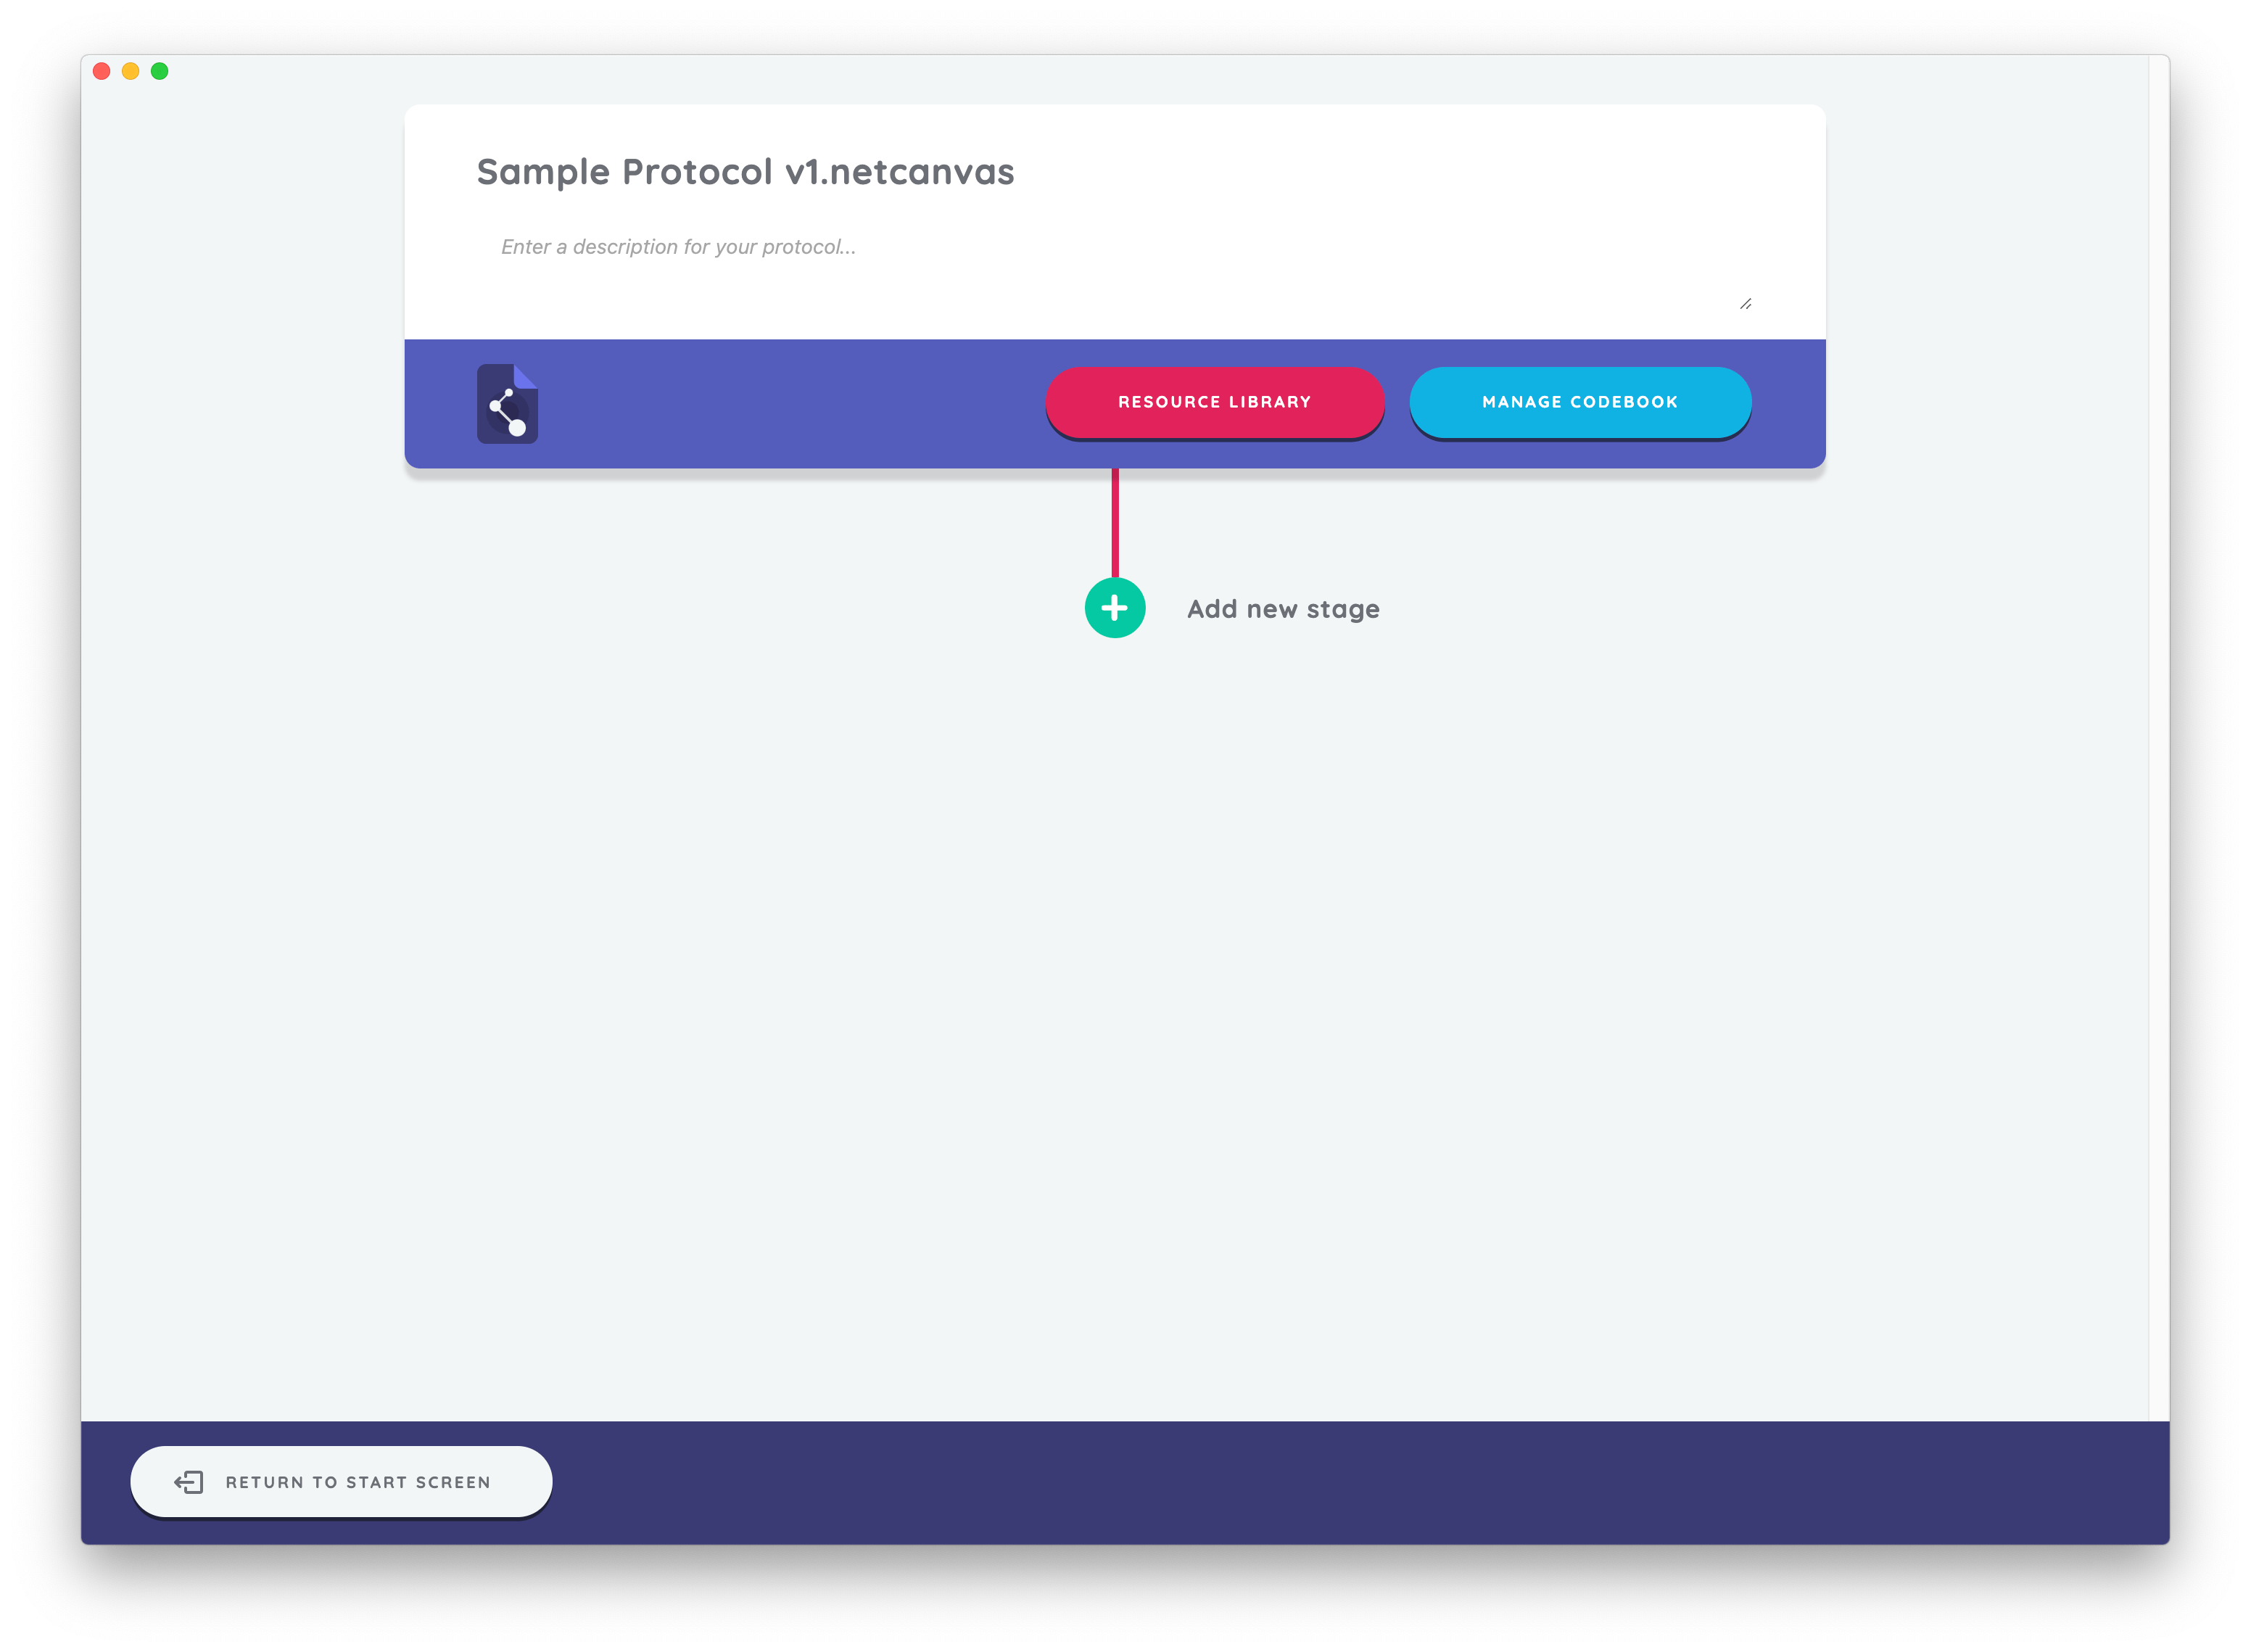 Sample Protocol v1.netcanvas
Enter a description for your protocol...
RESOURCE LIBRARY
MANAGE CODEBOOK
Add new stage
RETURN TO START SCREEN